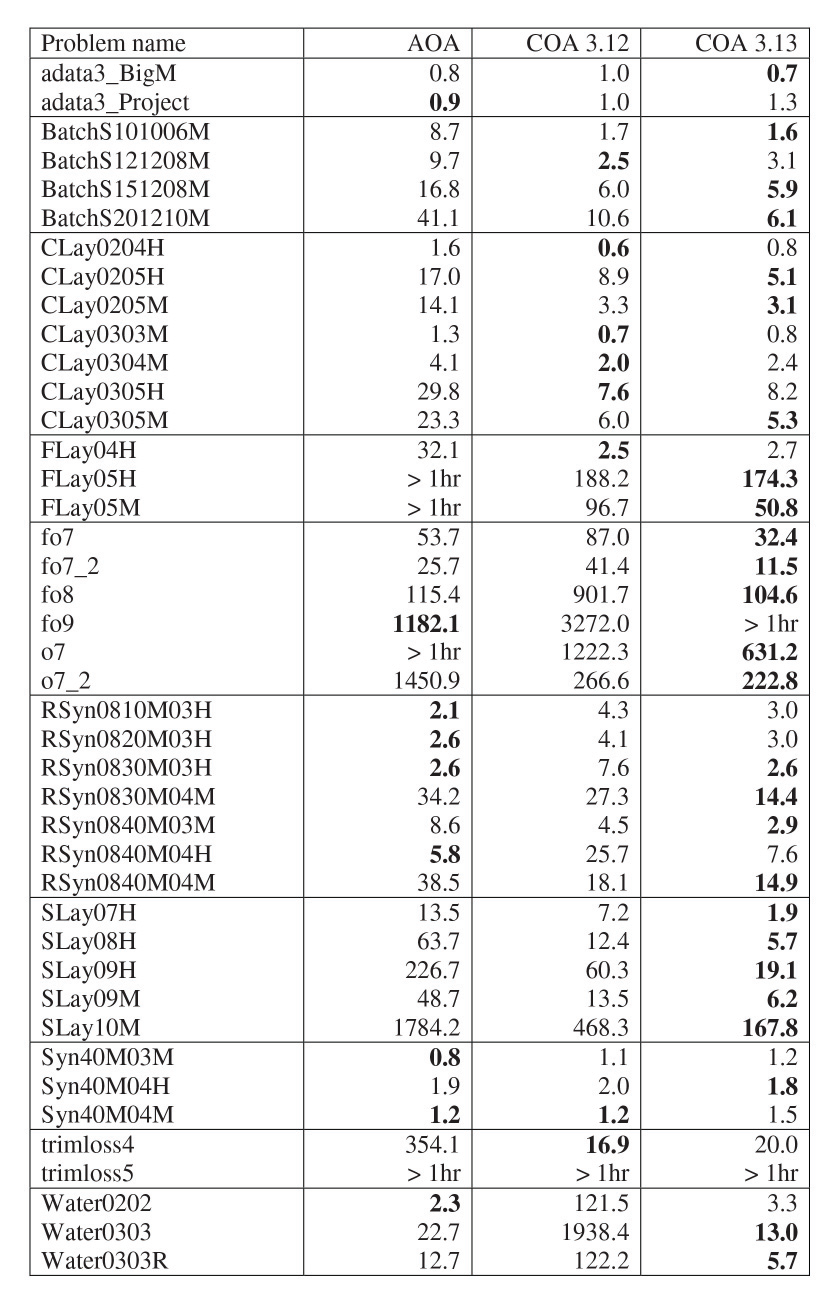 Problem name AOA COA 3.12 COA 3.13
adata3_BigM 0.8 1.0 0.7
adata3_Project 0.9 1.0 1.3
BatchS101006M 8.7 1.7 1.6
BatchS121208M 9.7 2.5 3.1
BatchS151208M 16.8 6.0 5.9
BatchS201210M 41.1 10.6 6.1
CLay0204H 1.6 0.6 0.8
CLay0205H 17.0 8.9 5.1
CLay0205M 14.1 3.3 3.1
CLay0303M 1.3 0.7 0.8
CLay0304M 4.1 2.0 2.4
CLay0305H 29.8 7.6 8.2
CLay0305M 23.3 6.0 5.3
FLay04H 32.1 2.5 2.7
FLay05H > 1hr 188.2 174.3
FLay05M > 1hr 96.7 50.8
fo7 53.7 87.0 32.4
fo7_2 25.7 41.4 11.5
fo8 115.4 901.7 104.6
fo9 1182.1 3272.0 > 1hr
o7 > 1hr 1222.3 631.2
o7_2 1450.9 266.6 222.8
RSyn0810M03H 2.1 4.3 3.0
RSyn0820M03H 2.6 4.1 3.0
RSyn0830M03H 2.6 7.6 2.6
RSyn0830M04M 34.2 27.3 14.4
RSyn0840M03M 8.6 4.5 2.9
RSyn0840M04H 5.8 25.7 7.6
RSyn0840M04M 38.5 18.1 14.9
SLay07H 13.5 7.2 1.9
SLay08H 63.7 12.4 5.7
SLay09H 226.7 60.3 19.1
SLay09M 48.7 13.5 6.2
SLay10M 1784.2 468.3 167.8
Syn40M03M 0.8 1.1 1.2
Syn40M04H 1.9 2.0 1.8
Syn40M04M 1.2 1.2 1.5
trimloss4 354.1 16.9 20.0
trimloss5 > 1hr > 1hr > 1hr
Water0202 2.3 121.5 3.3
Water0303 22.7 1938.4 13.0
Water0303R 12.7 122.2 5.7